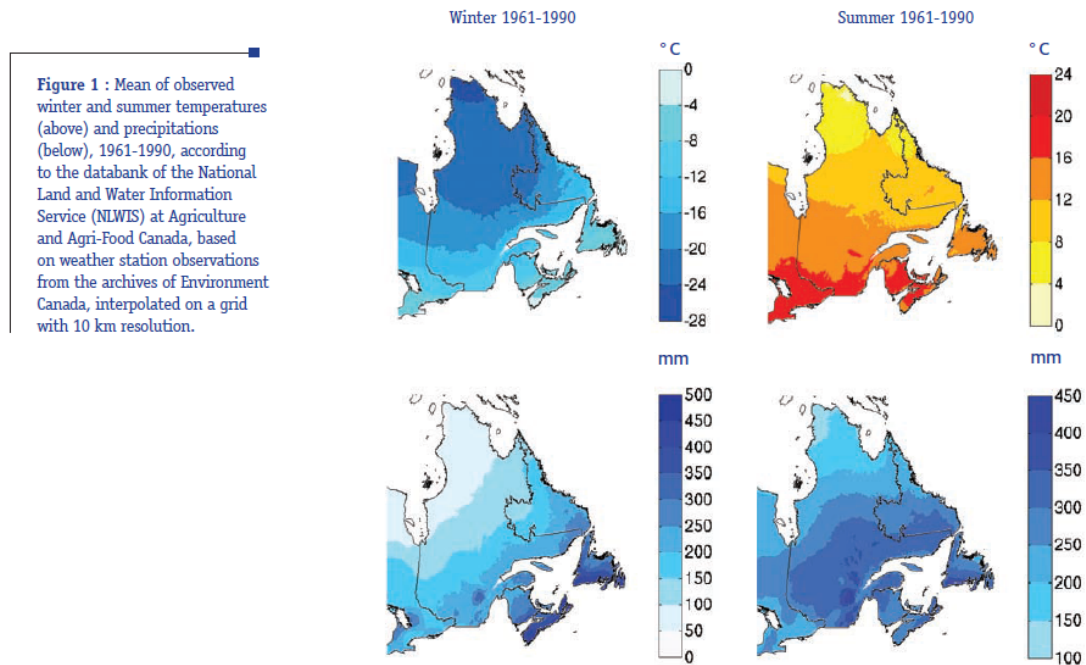 Winter 1961-1990
Summer 1961-1990
Figure 1 : Mean of observed
winter and summer temperatures
(above) and precipitations
(below), 1961-1990, according
to the databank of the National
Land and Water Information
Service (NLWIS) at Agriculture
and Agri-Food Canada, based
on weather station observations
from the archives of Environment
Canada, interpolated on a grid
with 10 km resolution.
°C
0
-4
-8
-12
-16
-20
-24
-28
°C
24
20
16
12
8
4
0
mm
500
450
400
350
300
250
200
150
100
50
0
mm
450
400
350
300
250
200
150
100